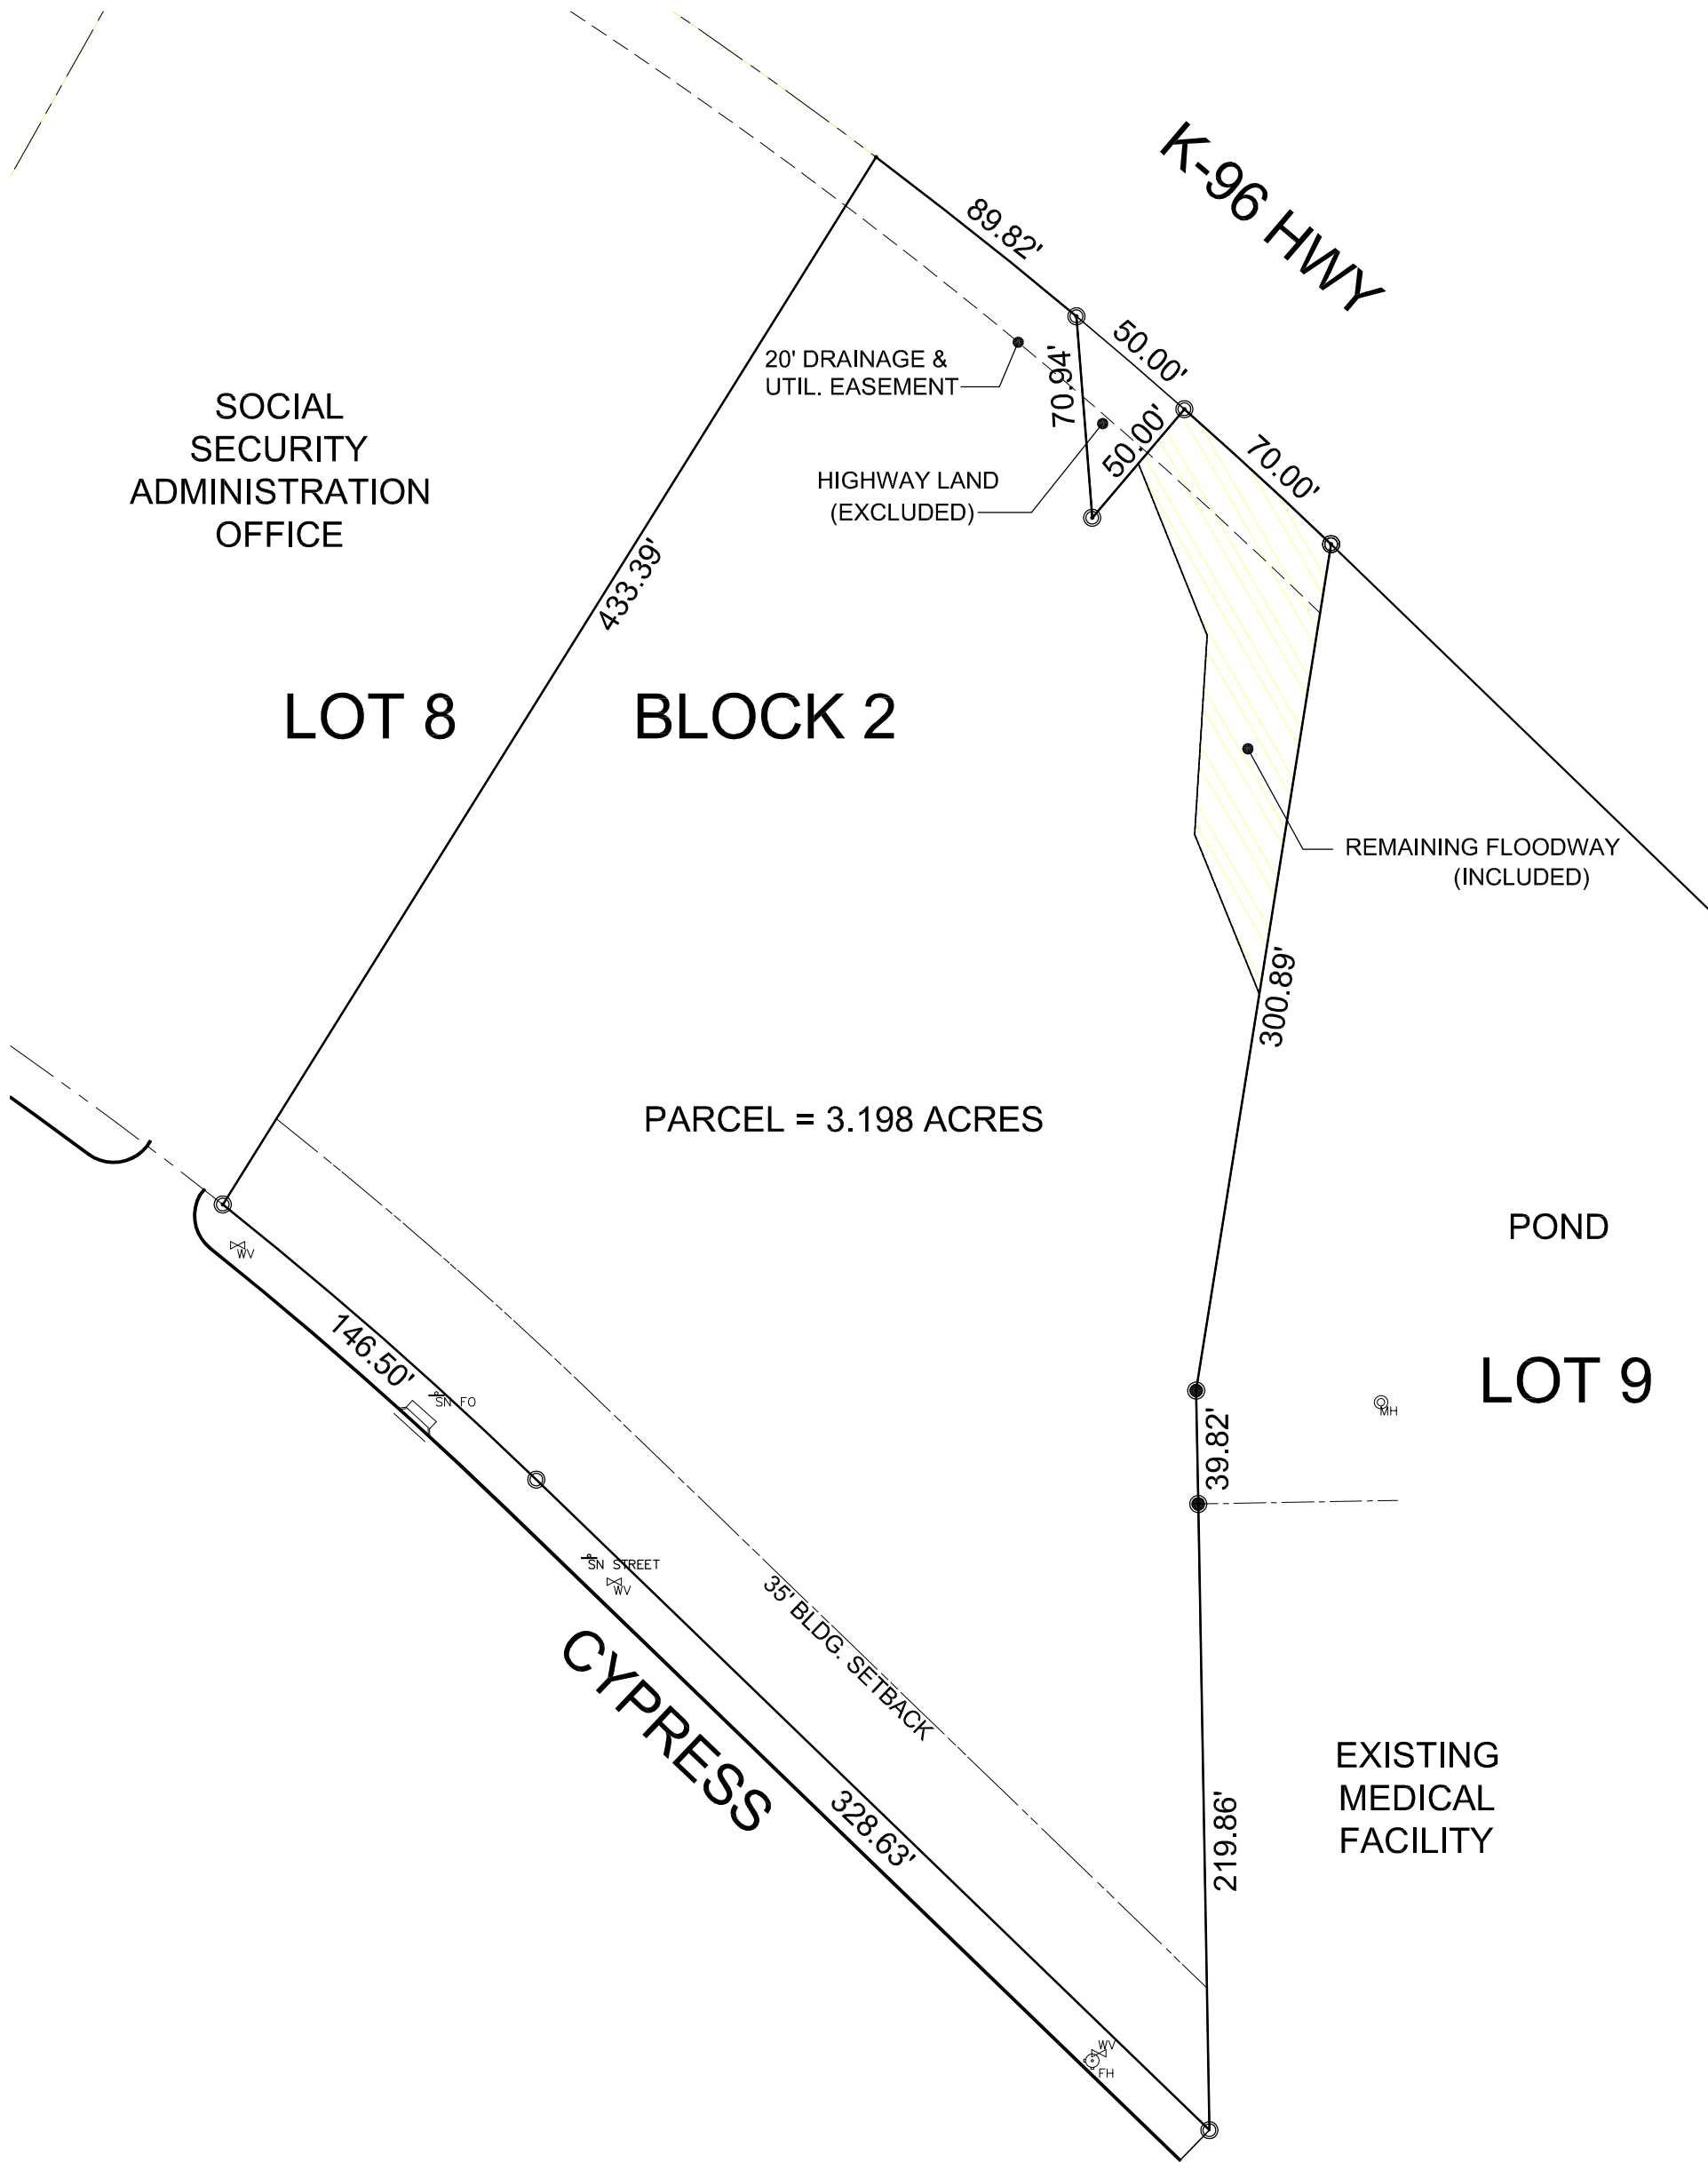 K-96 HWY
89.82'
50.00'
70.94'
50.00'
70.00'
20' DRAINAGE &
UTIL. EASEMENT
HIGHWAY LAND
(EXCLUDED)
SOCIAL
SECURITY
ADMINISTRATION
OFFICE
433.39'
LOT 8
BLOCK 2
REMAINING FLOODWAY
(INCLUDED)
300.89'
PARCEL = 3.198 ACRES
POND
LOT 9
WV
146.50'
SN FO
MH
39.82'
SN STREET
WV
35' BLDG. SETBACK
CYPRESS
328.63'
219.86'
EXISTING
MEDICAL
FACILITY
WV
FH